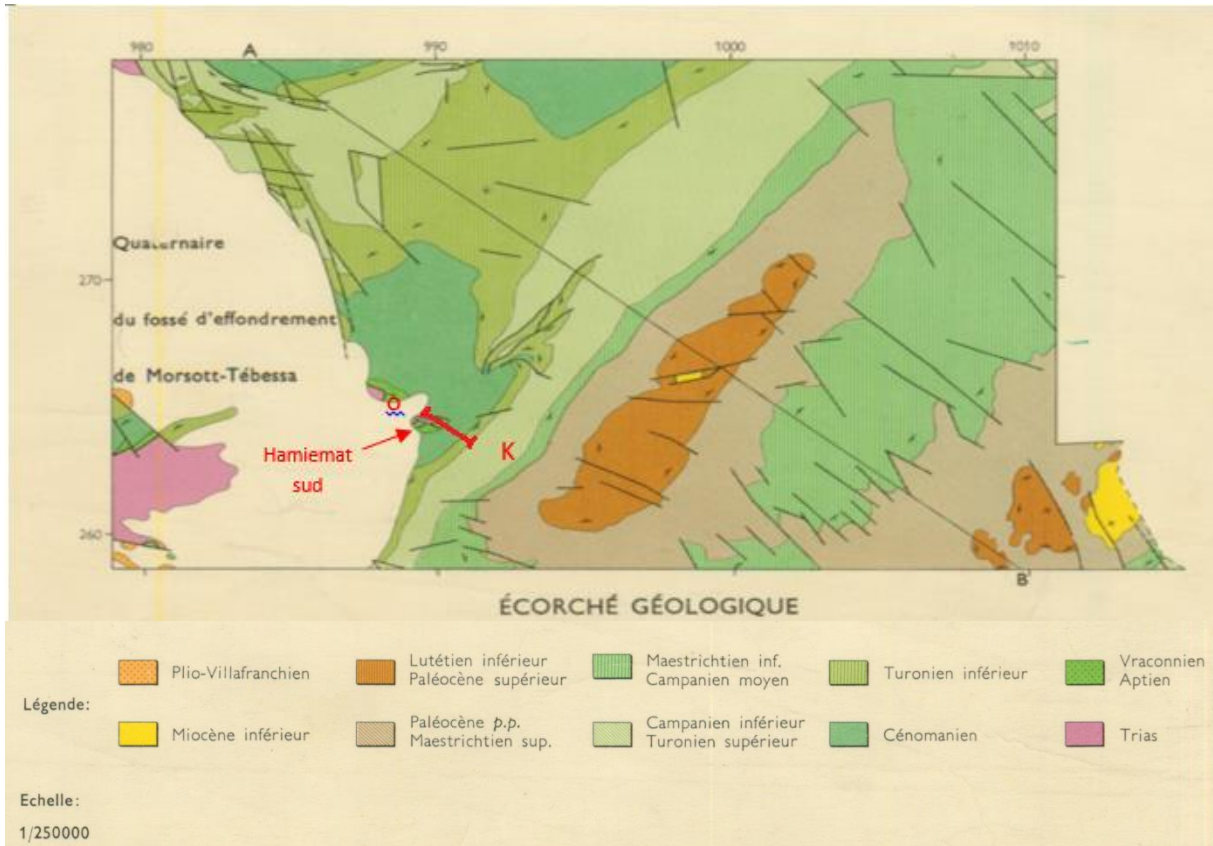 980
A
990
1000
1010
Quaternaire
270
du fossé d'effondrement
de Morsott-Tébessa
O
Hamiemat
sud
K
260
B
ÉCORCHÉ GÉOLOGIQUE
Légende:
Plio-Villafranchien
Lutétien inférieur
Paléocène supérieur
Maestrichtien inf.
Campanien moyen
Turonien inférieur
Vraconnien
Aptien
Miocène inférieur
Paléocène p.p.
Maestrichtien sup.
Campanien inférieur
Turonien supérieur
Cénomanien
Trias
Echelle:
1/250000